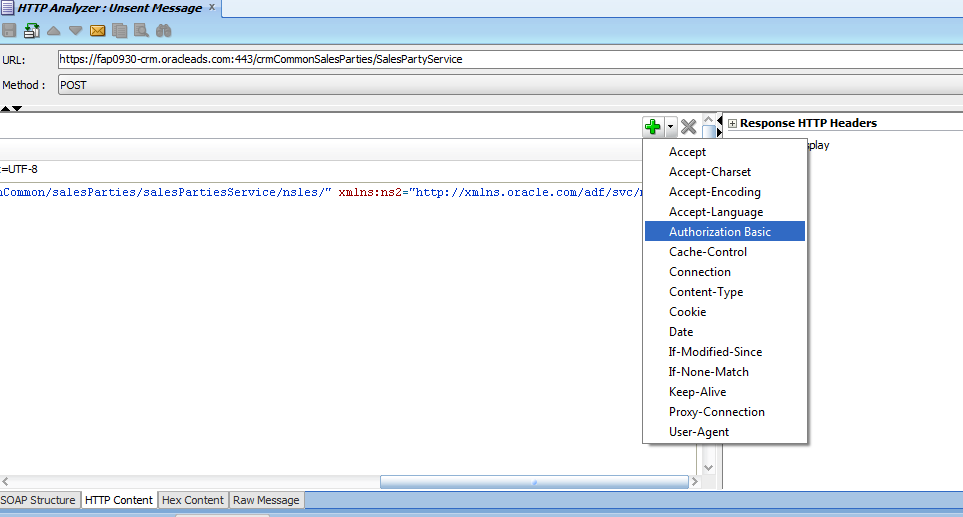 HTTP Analyzer : Unsent Message x
URL: https://fap0930-crm.oracleads.com:443/crmCommonSalesParties/SalesPartyService
Method : POST
Response HTTP Headers
=UTF-8
nCommon/salesParties/salesPartiesService/nsles/" xmlns:ns2="http://xmlns.oracle.com/adf/svc/
Accept
Accept-Charset
Accept-Encoding
Accept-Language
Authorization Basic
Cache-Control
Connection
Content-Type
Cookie
Date
If-Modified-Since
If-None-Match
Keep-Alive
Proxy-Connection
User-Agent
SOAP Structure HTTP Content Hex Content Raw Message